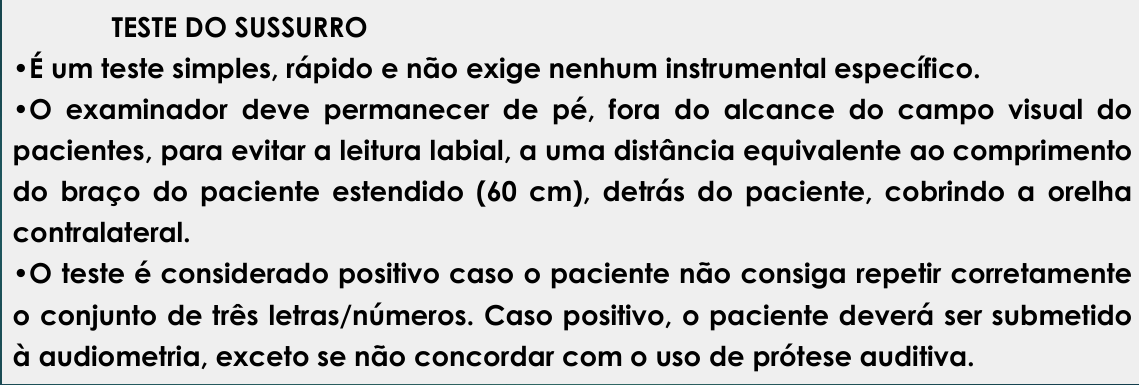 TESTE DO SUSSURRO
•É um teste simples, rápido e não exige nenhum instrumental específico.
•O examinador deve permanecer de pé, fora do alcance do campo visual do
pacientes, para evitar a leitura labial, a uma distância equivalente ao comprimento
do braço do paciente estendido (60 cm), detrás do paciente, cobrindo a orelha
contralateral.
•O teste é considerado positivo caso o paciente não consiga repetir corretamente
o conjunto de três letras/números. Caso positivo, o paciente deverá ser submetido
à audiometria, exceto se não concordar com o uso de prótese auditiva.